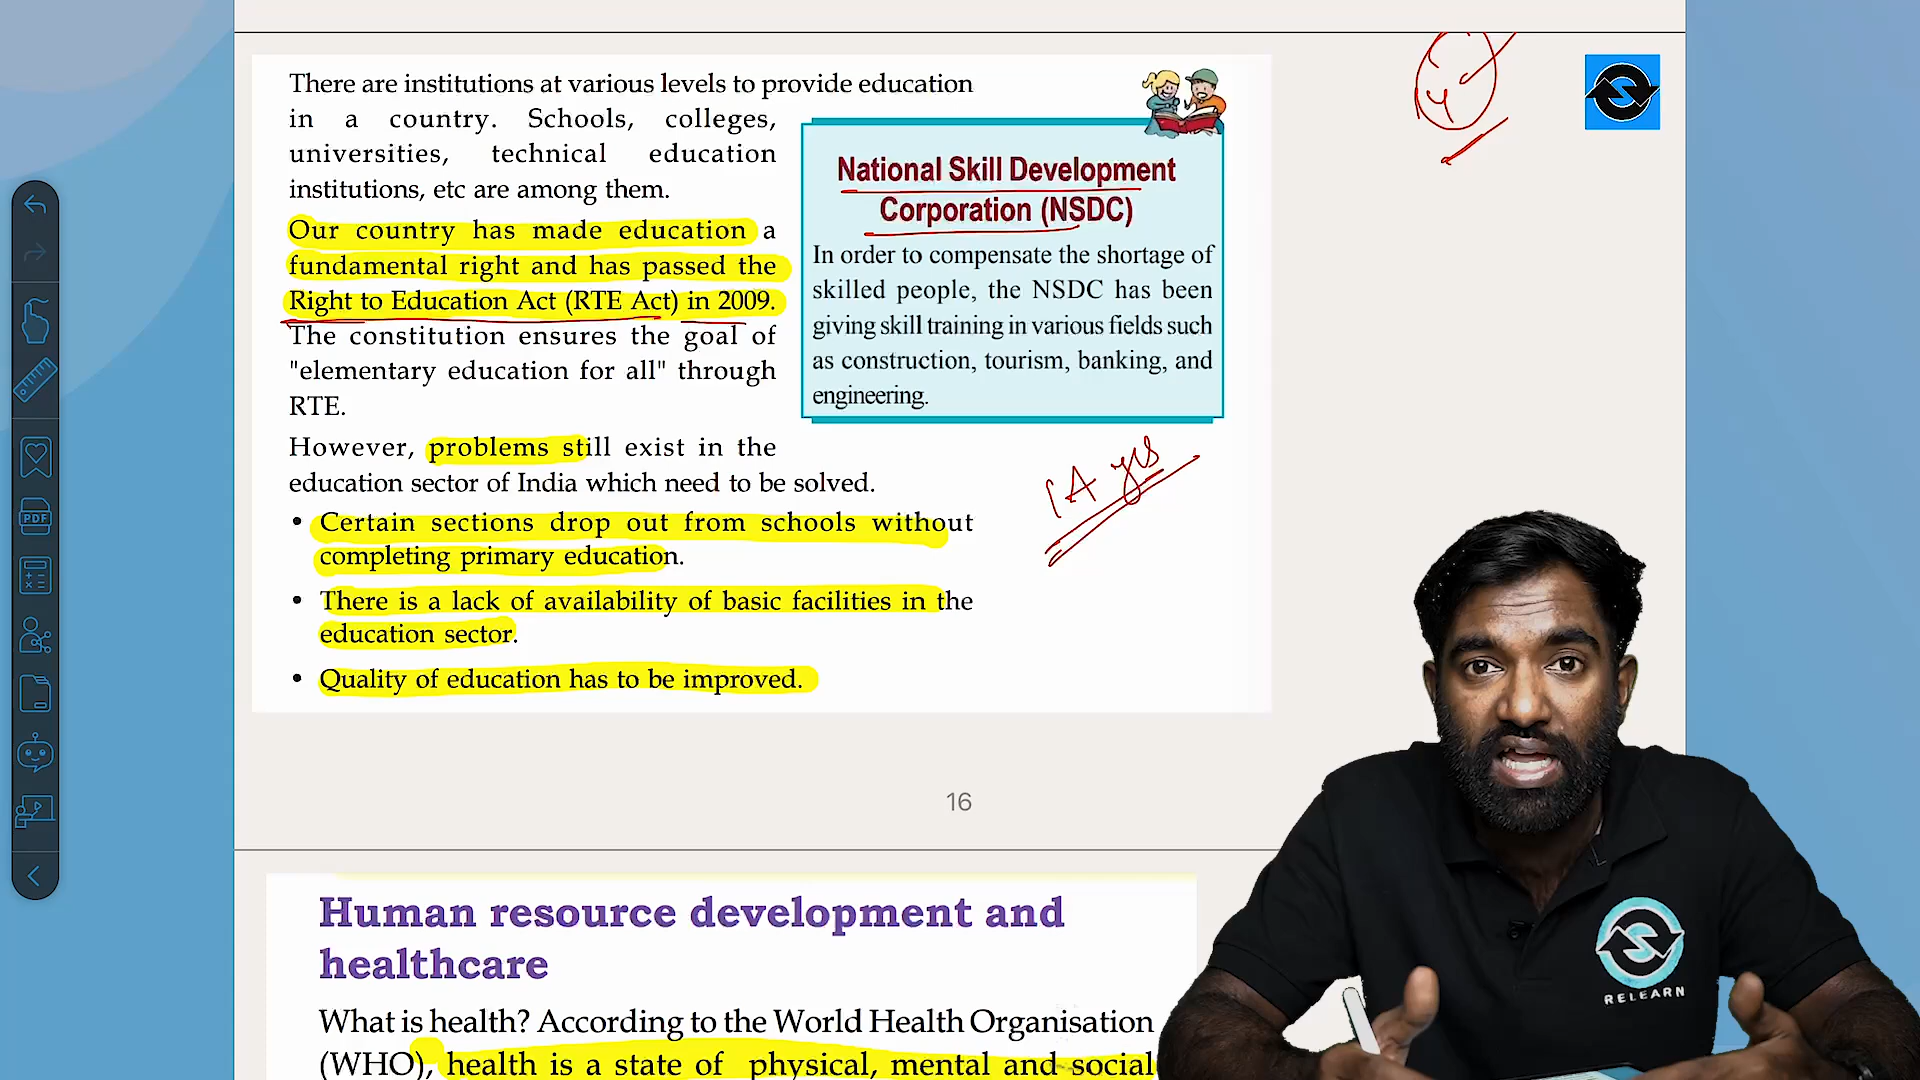 There are institutions at various levels to provide education
in a country. Schools, colleges,
universities, technical education
institutions, etc are among them.
Our country has made education a
fundamental right and has passed the
Right to Education Act (RTE Act) in 2009.
The constitution ensures the goal of
"elementary education for all" through
RTE.
However, problems still exist in the
education sector of India which need to be solved.
• Certain sections drop out from schools without
completing primary education.
• There is a lack of availability of basic facilities in the
education sector.
• Quality of education has to be improved.
National Skill Development
Corporation (NSDC)
In order to compensate the shortage of
skilled people, the NSDC has been
giving skill training in various fields such
as construction, tourism, banking, and
engineering.
16
Human resource development and
healthcare
What is health? According to the World Health Organisation
(WHO), health is a state of physical, mental and social
PDF
RELEARN